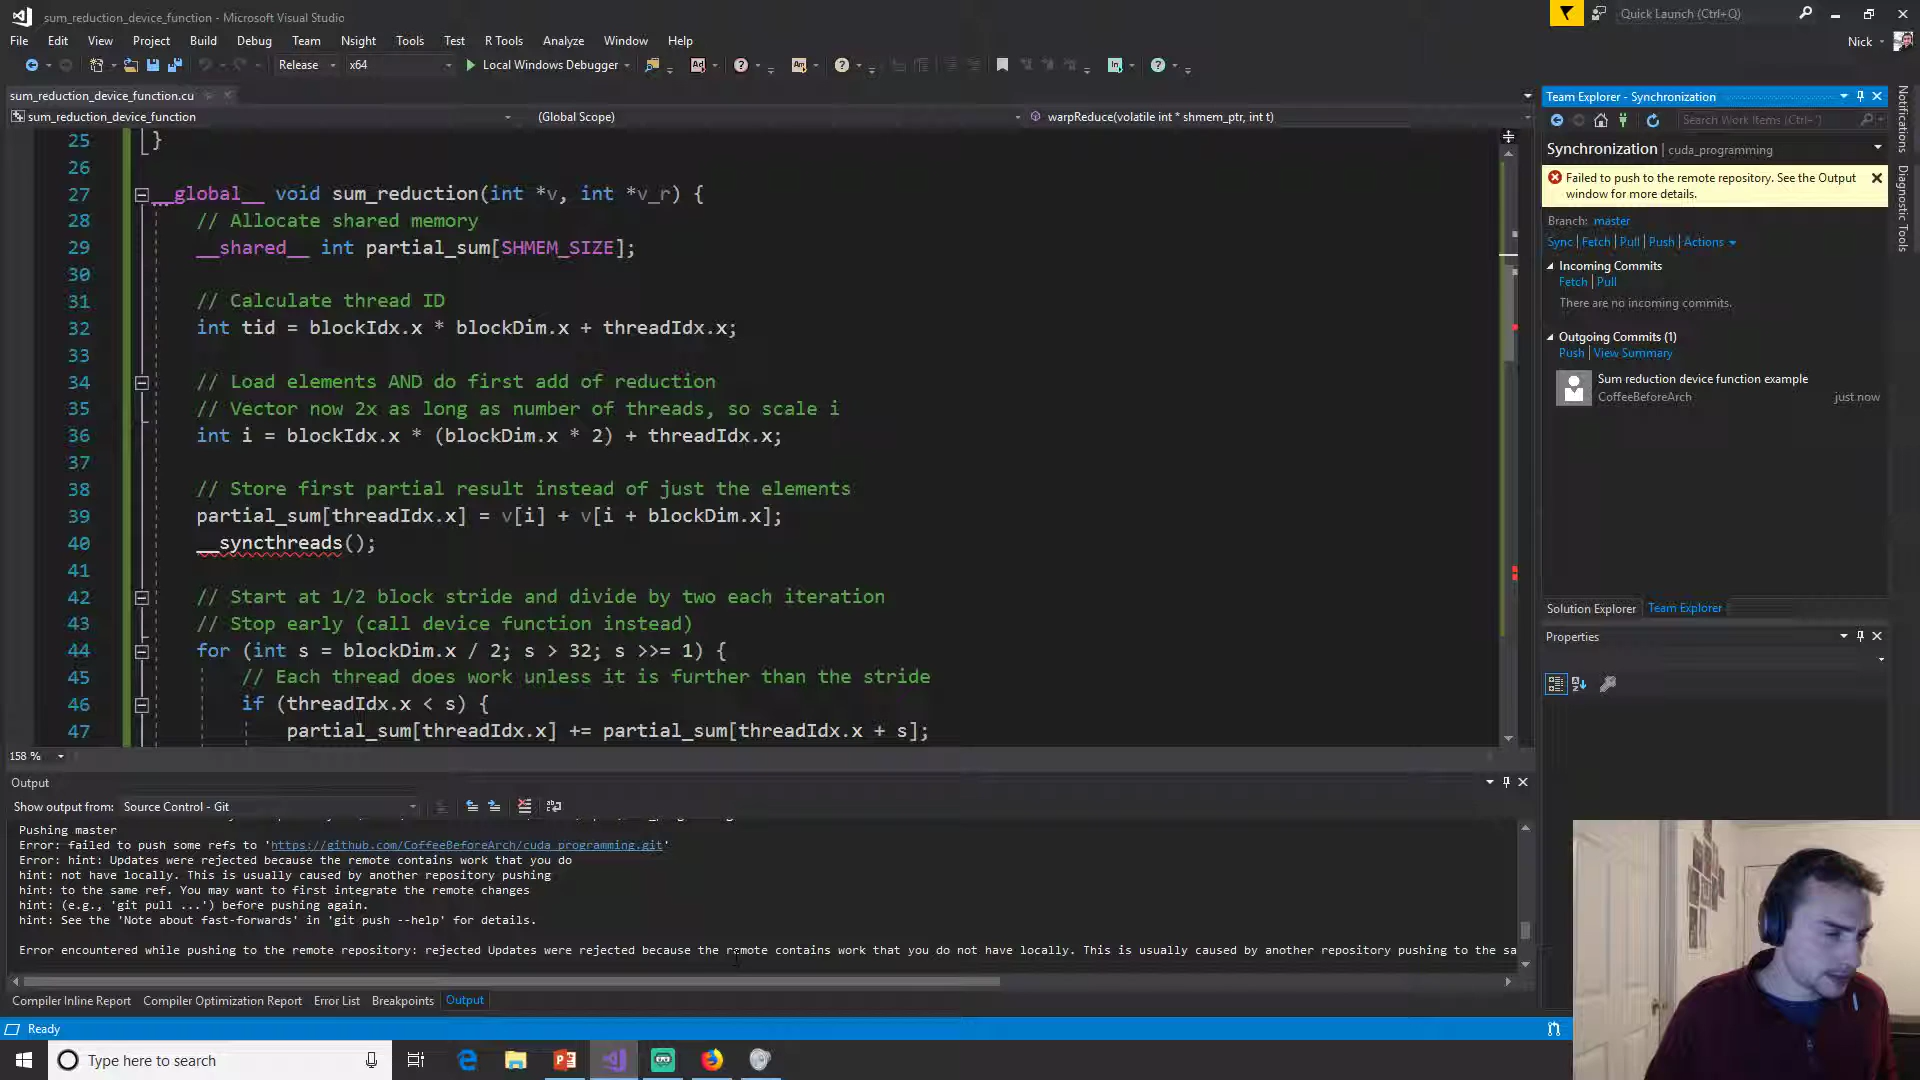 sum_reduction_device_function - Microsoft Visual Studio
Quick Launch (Ctrl+Q)
File Edit View Project Build Debug Team Nsight Tools Test R Tools Analyze Window Help
Nick
Release x64 Local Windows Debugger
sum_reduction_device_function.cu
sum_reduction_device_function (Global Scope) warpReduce(volatile int * shmem_ptr, int t)
25 }
26
27 __global__ void sum_reduction(int *v, int *v_r) {
28 // Allocate shared memory
29 __shared__ int partial_sum[SHMEM_SIZE];
30
31 // Calculate thread ID
32 int tid = blockIdx.x * blockDim.x + threadIdx.x;
33
34 // Load elements AND do first add of reduction
35 // Vector now 2x as long as number of threads, so scale i
36 int i = blockIdx.x * (blockDim.x * 2) + threadIdx.x;
37
38 // Store first partial result instead of just the elements
39 partial_sum[threadIdx.x] = v[i] + v[i + blockDim.x];
40 __syncthreads();
41
42 // Start at 1/2 block stride and divide by two each iteration
43 // Stop early (call device function instead)
44 for (int s = blockDim.x / 2; s > 32; s >>= 1) {
45 // Each thread does work unless it is further than the stride
46 if (threadIdx.x < s) {
47 partial_sum[threadIdx.x] += partial_sum[threadIdx.x + s];
158 %
Output
Show output from: Source Control - Git
Pushing master
Error: failed to push some refs to 'https://github.com/CoffeeBeforeArch/cuda_programming.git'
Error: hint: Updates were rejected because the remote contains work that you do
hint: not have locally. This is usually caused by another repository pushing
hint: to the same ref. You may want to first integrate the remote changes
hint: (e.g., 'git pull ...') before pushing again.
hint: See the 'Note about fast-forwards' in 'git push --help' for details.
Error encountered while pushing to the remote repository: rejected Updates were rejected because the remote contains work that you do not have locally. This is usually caused by another repository pushing to the sa
Compiler Inline Report Compiler Optimization Report Error List Breakpoints Output
Ready
Type here to search
Team Explorer - Synchronization
Search Work Items (Ctrl+')
Synchronization | cuda_programming
Failed to push to the remote repository. See the Output
window for more details.
Branch: master
Sync | Fetch | Pull | Push | Actions
Incoming Commits
Fetch | Pull
There are no incoming commits.
Outgoing Commits (1)
Push | View Summary
Sum reduction device function example
CoffeeBeforeArch just now
Solution Explorer Team Explorer
Properties
Notifications
Diagnostic Tools